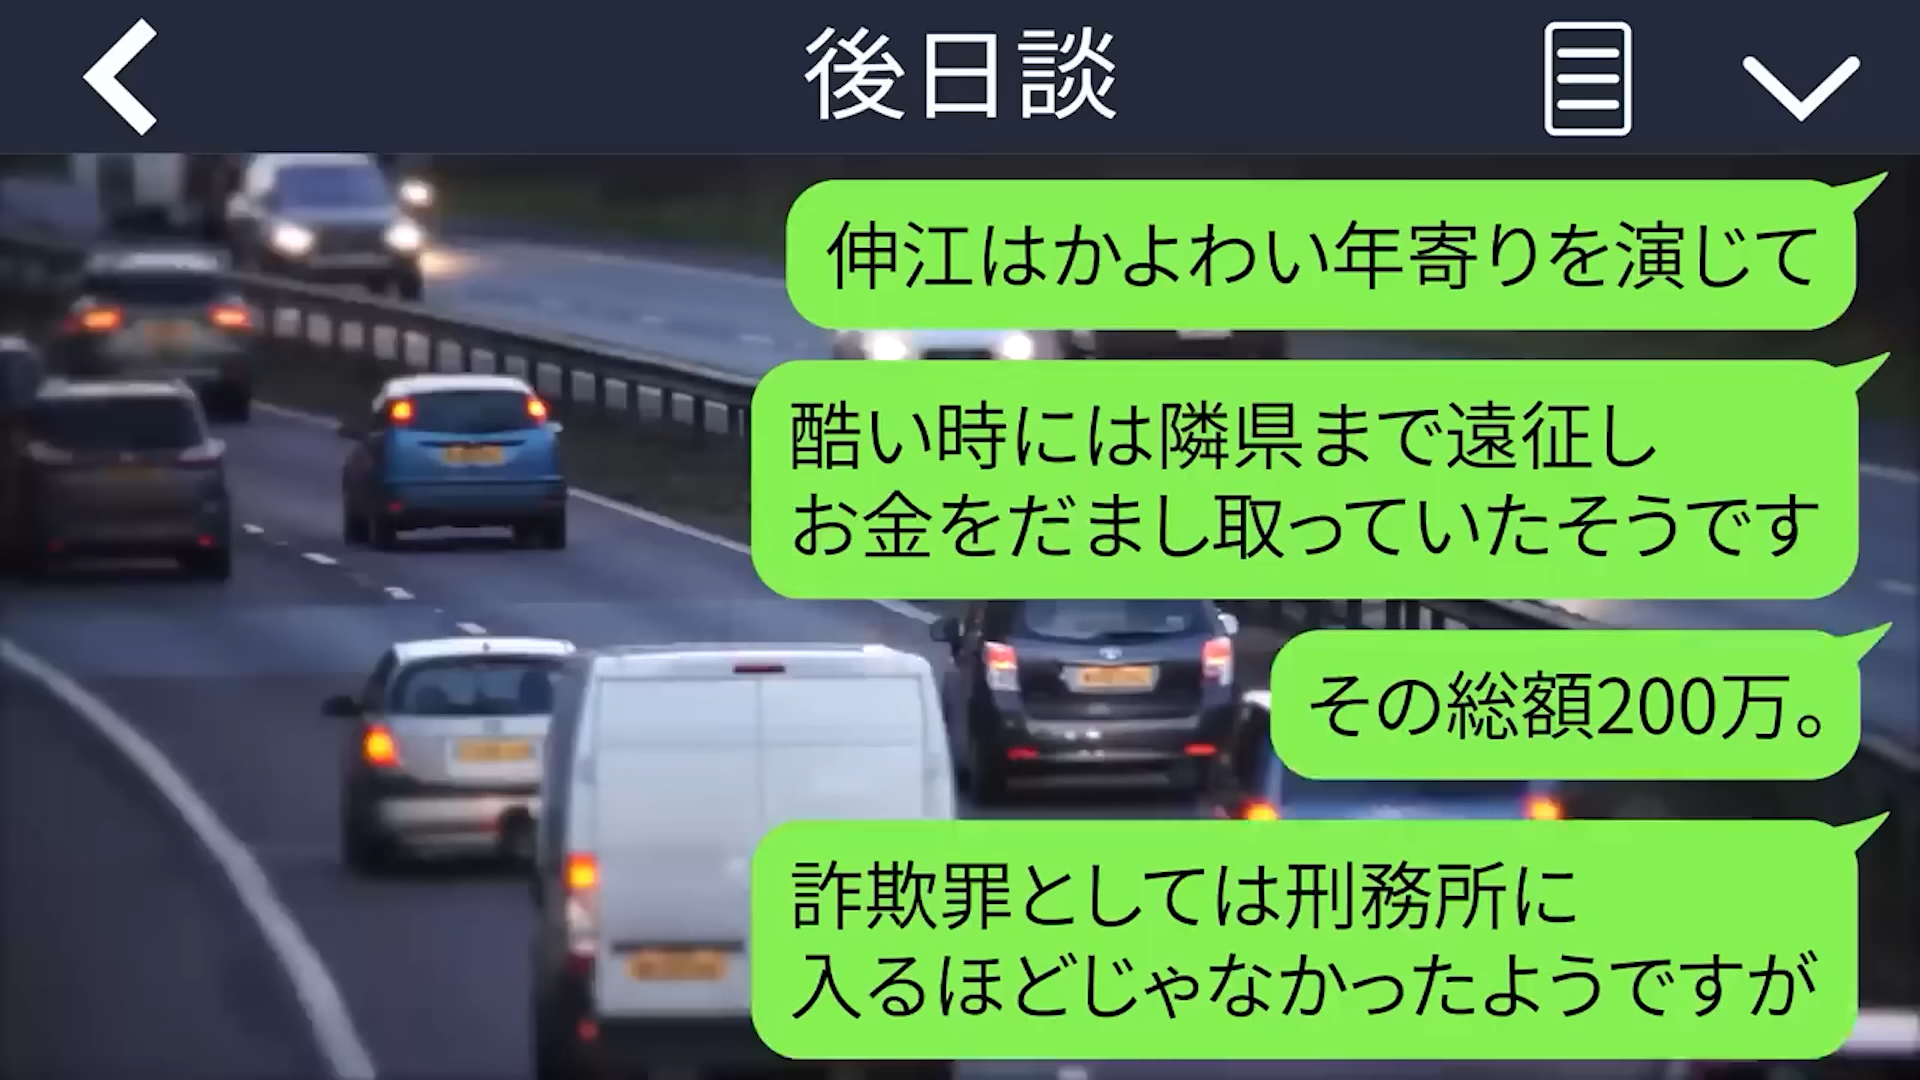 後日談
伸江はかよわい年寄りを演じて
酷い時には隣県まで遠征し
お金をだまし取っていたそうです
その総額200万。
詐欺罪としては刑務所に
入るほどじゃなかったようですが